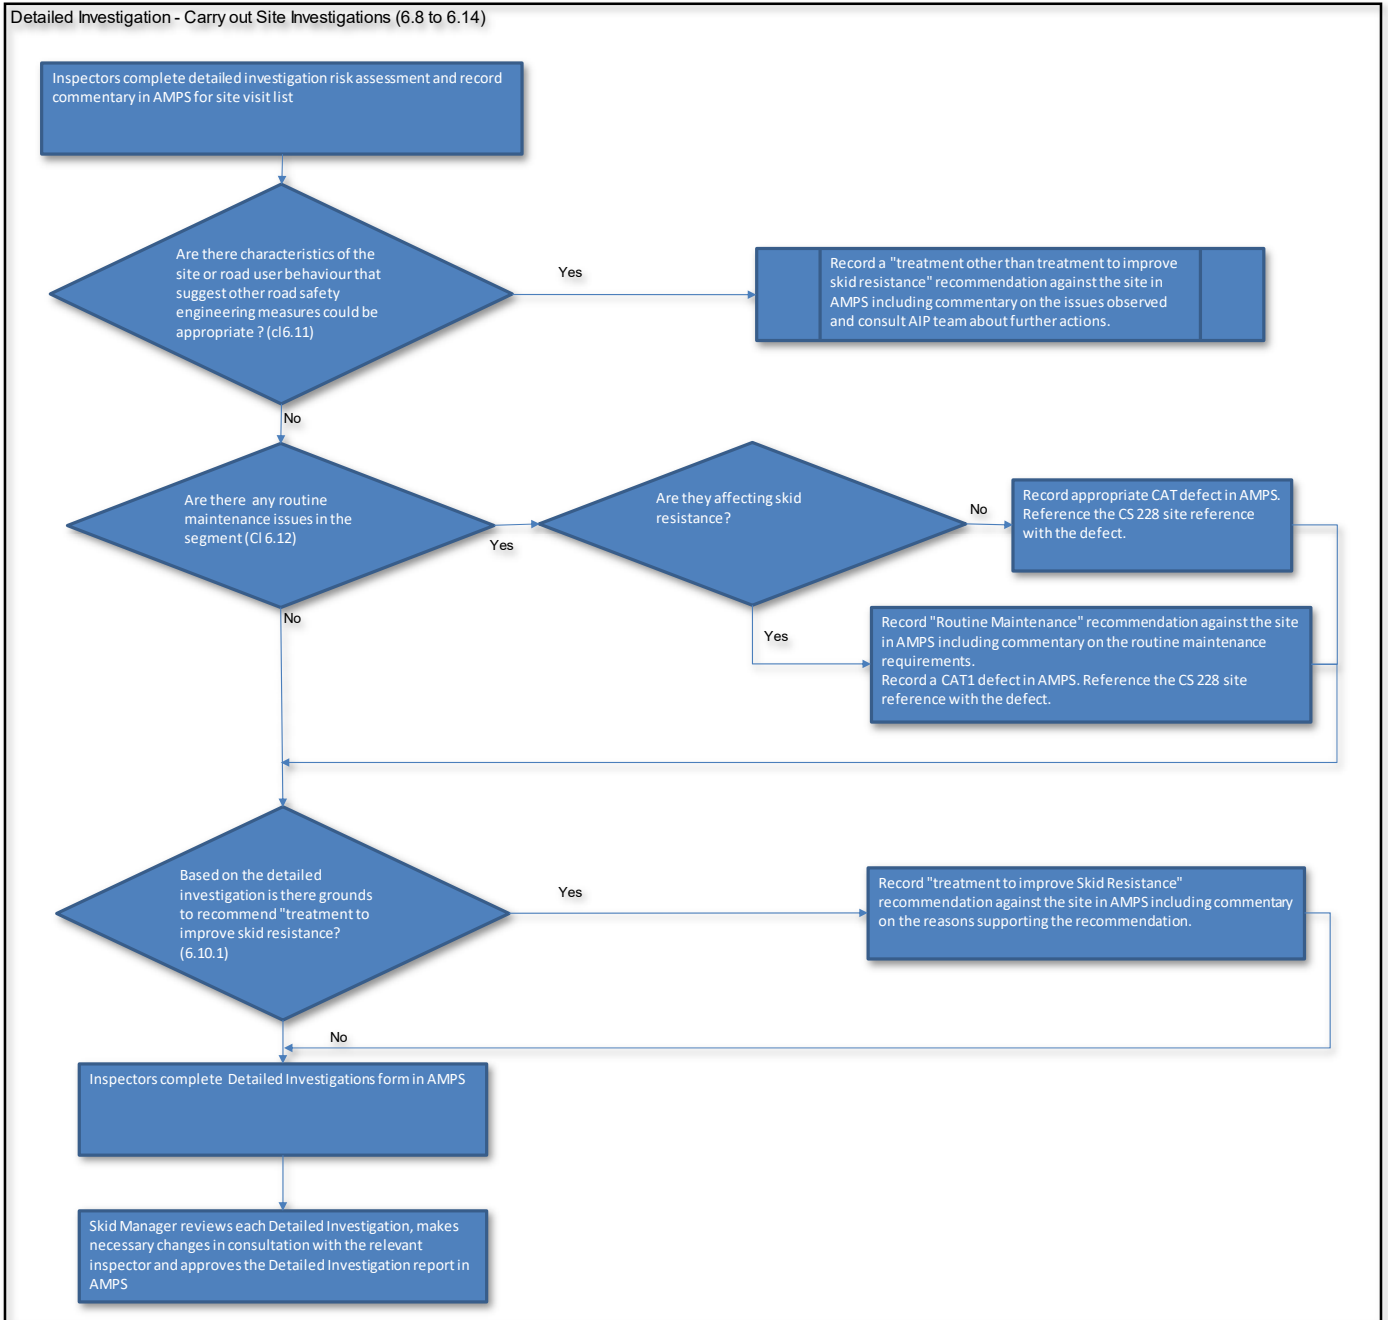 Detailed Investigation - Carry out Site Investigations (6.8 to 6.14)
Inspectors complete detailed investigation risk assessment and record
commentary in AMPS for site visit list
Are there characteristics of the
site or road user behaviour that
suggest other road safety
engineering measures could be
appropriate ? (cl6.11)
Yes
Record a "treatment other than treatment to improve
skid resistance" recommendation against the site in
AMPS including commentary on the issues observed
and consult AIP team about further actions.
No
Are there any routine
maintenance issues in the
segment (Cl 6.12)
Yes
Are they affecting skid
resistance?
No
Record appropriate CAT defect in AMPS.
Reference the CS 228 site reference
with the defect.
Yes
Record "Routine Maintenance" recommendation against the site
in AMPS including commentary on the routine maintenance
requirements.
Record a CAT1 defect in AMPS. Reference the CS 228 site
reference with the defect.
No
Based on the detailed
investigation is there grounds
to recommend "treatment to
improve skid resistance?
(6.10.1)
Yes
Record "treatment to improve Skid Resistance"
recommendation against the site in AMPS including commentary
on the reasons supporting the recommendation.
No
Inspectors complete Detailed Investigations form in AMPS
Skid Manager reviews each Detailed Investigation, makes
necessary changes in consultation with the relevant
inspector and approves the Detailed Investigation report in
AMPS